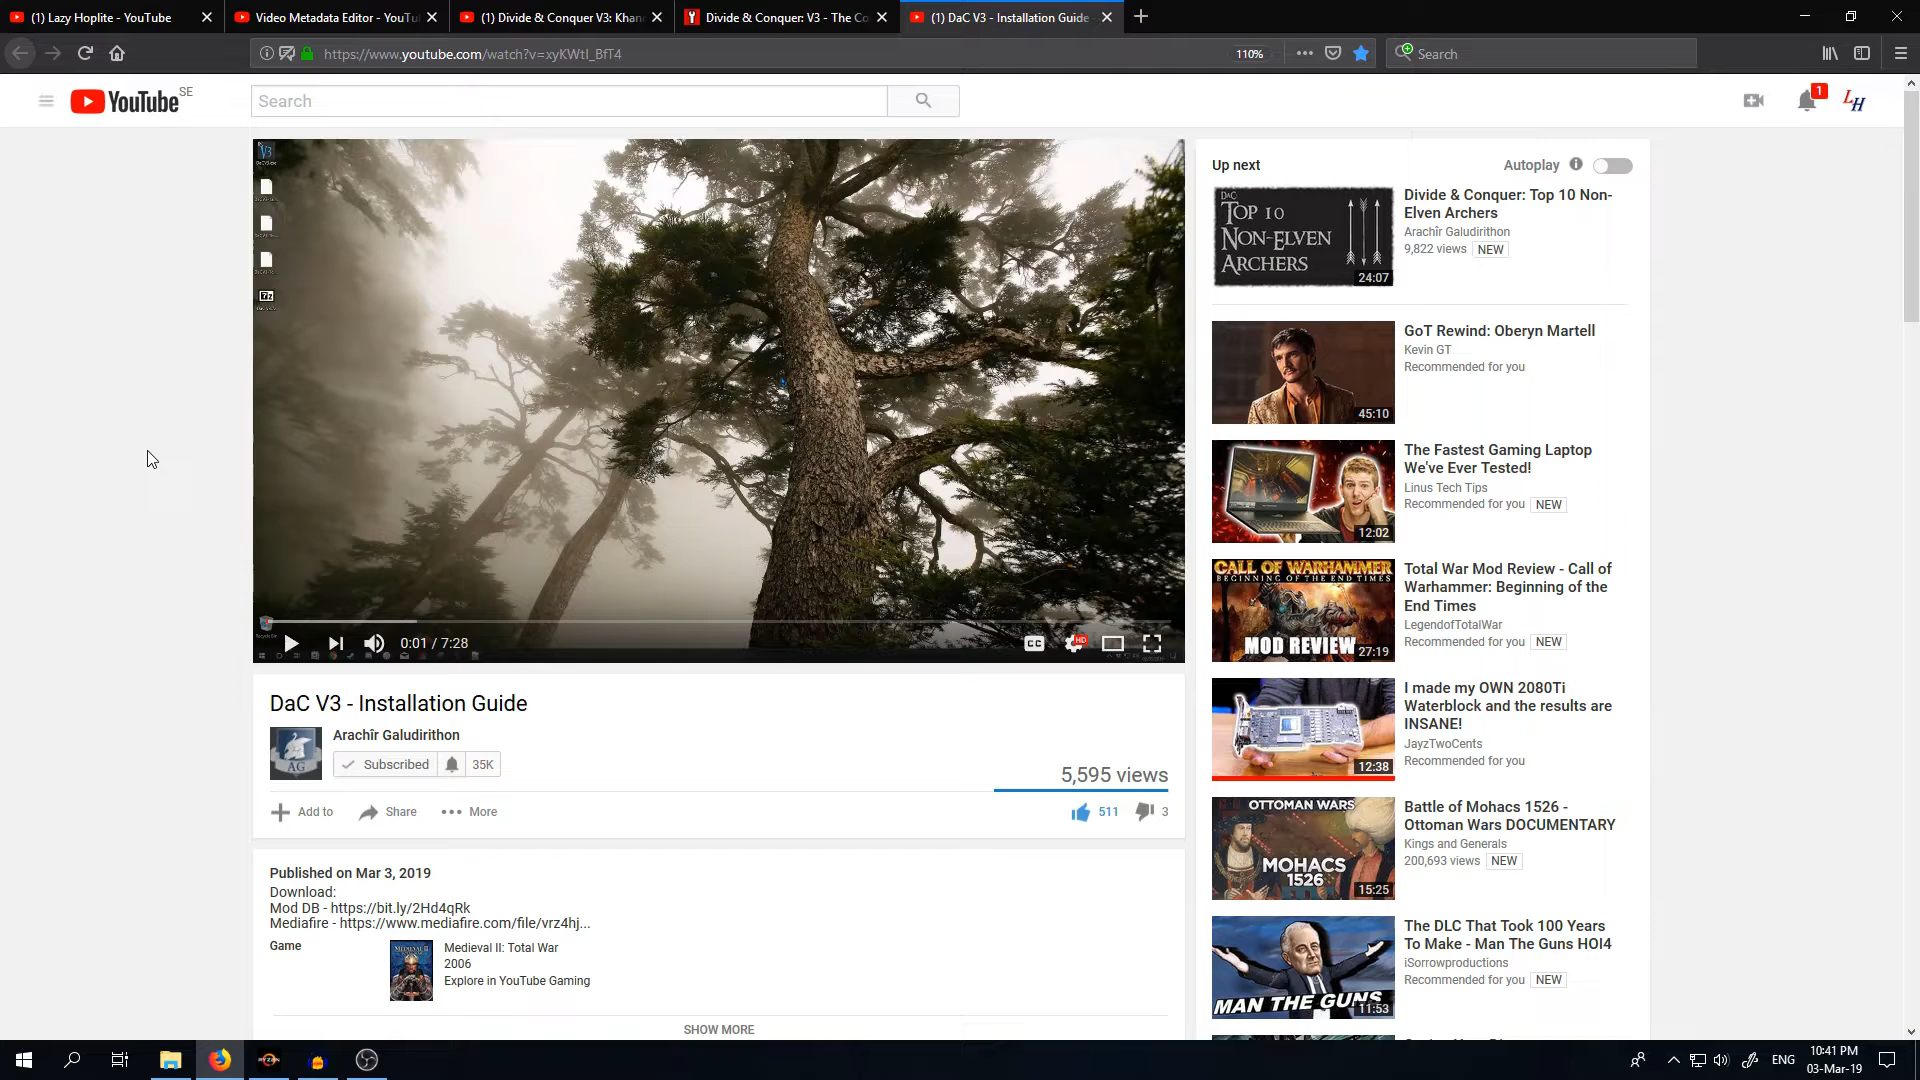 (1) Lazy Hoplite - YouTube
Video Metadata Editor - YouTu
(1) Divide & Conquer V3: Khan
Divide & Conquer: V3 - The Co
(1) DaC V3 - Installation Guide
https://www.youtube.com/watch?v=xyKWtI_BfT4
110%
Search
YouTube SE
Search
1
LH
Up next
Autoplay
DAC
TOP 10
NON-ELVEN
ARCHERS
24:07
Divide & Conquer: Top 10 Non-
Elven Archers
Arachîr Galudirithon
9,822 views NEW
45:10
GoT Rewind: Oberyn Martell
Kevin GT
Recommended for you
12:02
The Fastest Gaming Laptop
We've Ever Tested!
Linus Tech Tips
Recommended for you NEW
CALL OF WARHAMMER
BEGINNING OF THE END TIMES
MOD REVIEW
27:19
Total War Mod Review - Call of
Warhammer: Beginning of the
End Times
LegendofTotalWar
Recommended for you NEW
12:38
I made my OWN 2080Ti
Waterblock and the results are
INSANE!
JayzTwoCents
Recommended for you
OTTOMAN WARS
MOHACS
1526
15:25
Battle of Mohacs 1526 -
Ottoman Wars DOCUMENTARY
Kings and Generals
200,693 views NEW
MAN THE GUNS
11:53
The DLC That Took 100 Years
To Make - Man The Guns HOI4
iSorrowproductions
Recommended for you NEW
V3
7z
0:01 / 7:28
CC
HD
DaC V3 - Installation Guide
AG
Arachîr Galudirithon
Subscribed 35K
5,595 views
Add to
Share
More
511
3
Published on Mar 3, 2019
Download:
Mod DB - https://bit.ly/2Hd4qRk
Mediafire - https://www.mediafire.com/file/vrz4hj...
Game
MEDIEVAL II
Medieval II: Total War
2006
Explore in YouTube Gaming
SHOW MORE
RYZEN
ENG
10:41 PM
03-Mar-19